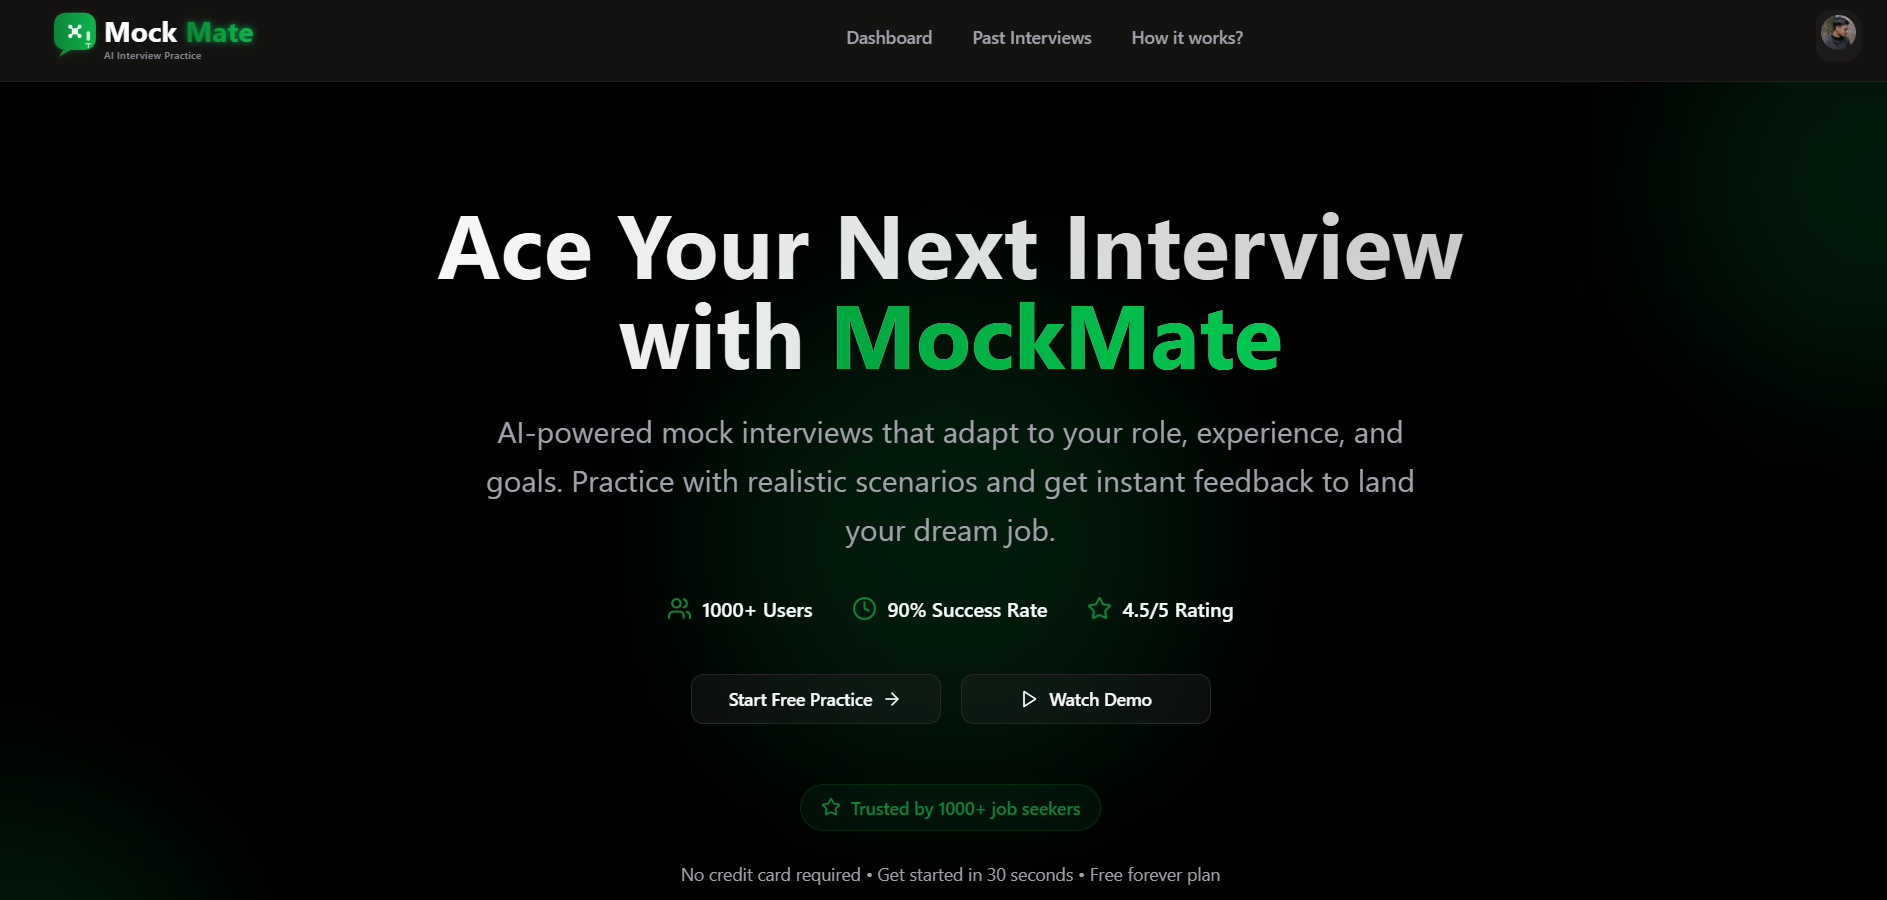 Mock Mate
AI Interview Practice
Dashboard
Past Interviews
How it works?
Ace Your Next Interview
with MockMate
AI-powered mock interviews that adapt to your role, experience, and
goals. Practice with realistic scenarios and get instant feedback to land
your dream job.
1000+ Users
90% Success Rate
4.5/5 Rating
Start Free Practice
Watch Demo
Trusted by 1000+ job seekers
No credit card required • Get started in 30 seconds • Free forever plan